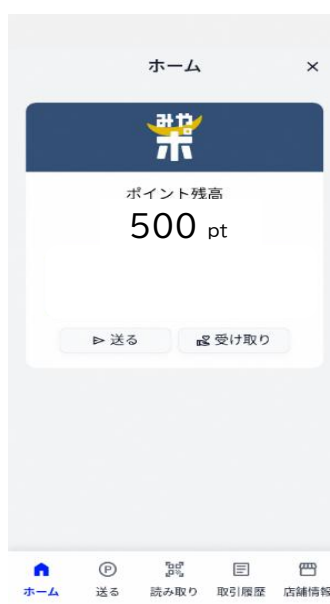 ホーム ×
みやポ
ポイント残高
500 pt
送る 受け取り
P
ホーム 送る 読み取り 取引履歴 店舗情報